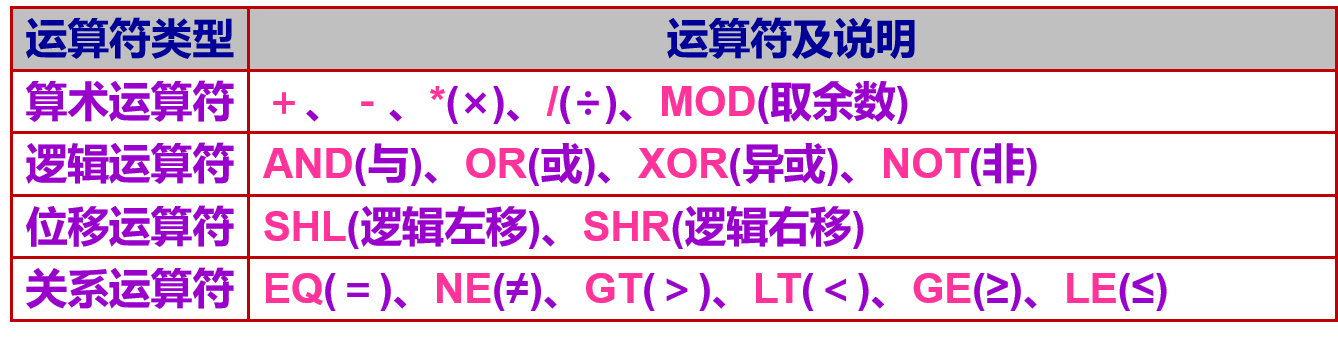 运算符类型 运算符及说明
算术运算符 +、 -、*(×)、/(÷)、MOD(取余数)
逻辑运算符 AND(与)、OR(或)、XOR(异或)、NOT(非)
位移运算符 SHL(逻辑左移)、SHR(逻辑右移)
关系运算符 EQ(=)、NE(≠)、GT(>)、LT(<)、GE(≥)、LE(≤)